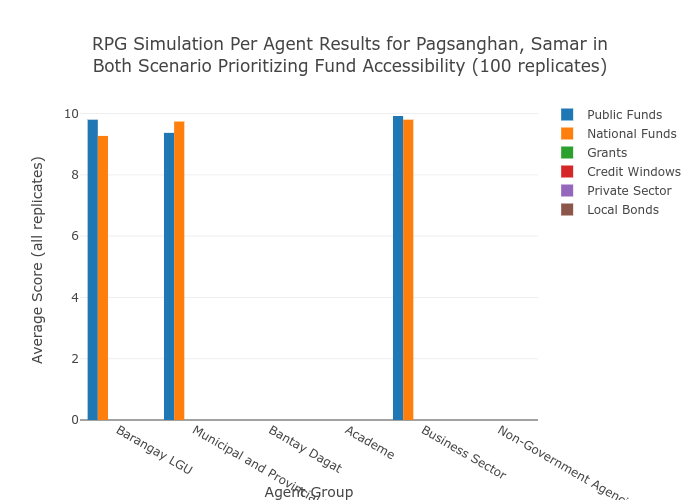 RPG Simulation Per Agent Results for Pagsanghan, Samar in
Both Scenario Prioritizing Fund Accessibility (100 replicates)
Public Funds
National Funds
Grants
Credit Windows
Private Sector
Local Bonds
Average Score (all replicates)
10
8
6
4
2
0
Barangay LGU
Municipal and
Bantay Dagat
Academe
Business Sector
Non-Government
Agent Group